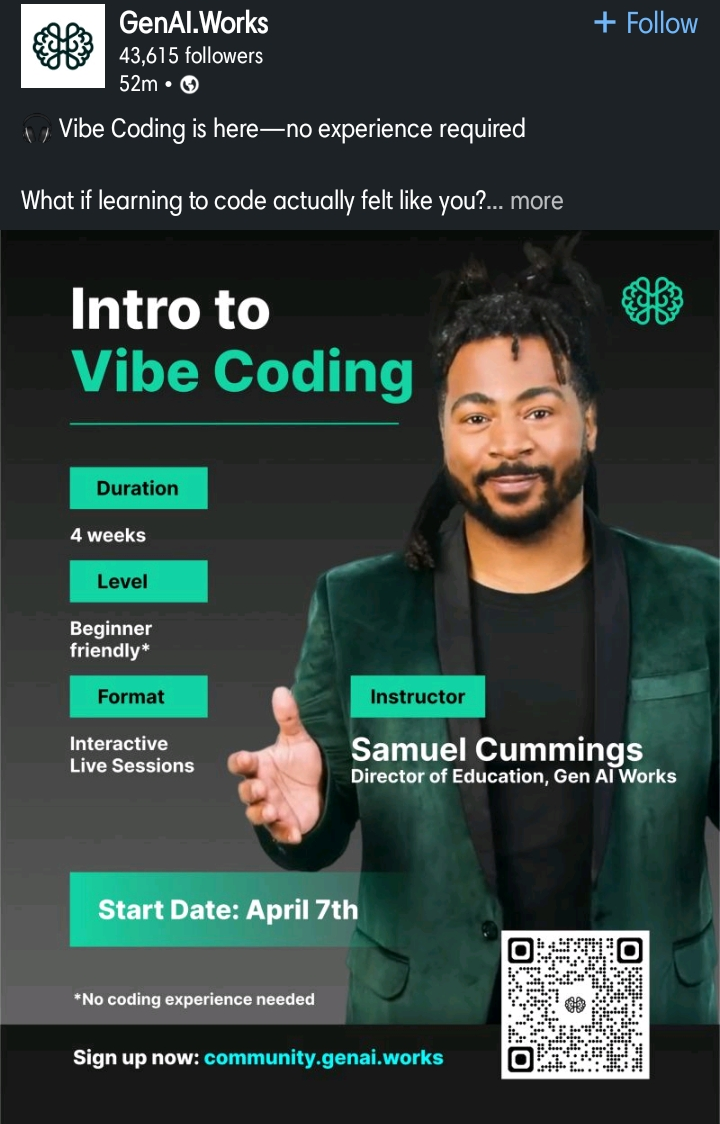 GenAI.Works
+ Follow
43,615 followers
52m •
Vibe Coding is here—no experience required
What if learning to code actually felt like you?... more
Intro to
Vibe Coding
Duration
4 weeks
Level
Beginner
friendly*
Format
Interactive
Live Sessions
Instructor
Samuel Cummings
Director of Education, Gen AI Works
Start Date: April 7th
*No coding experience needed
Sign up now: community.genai.works